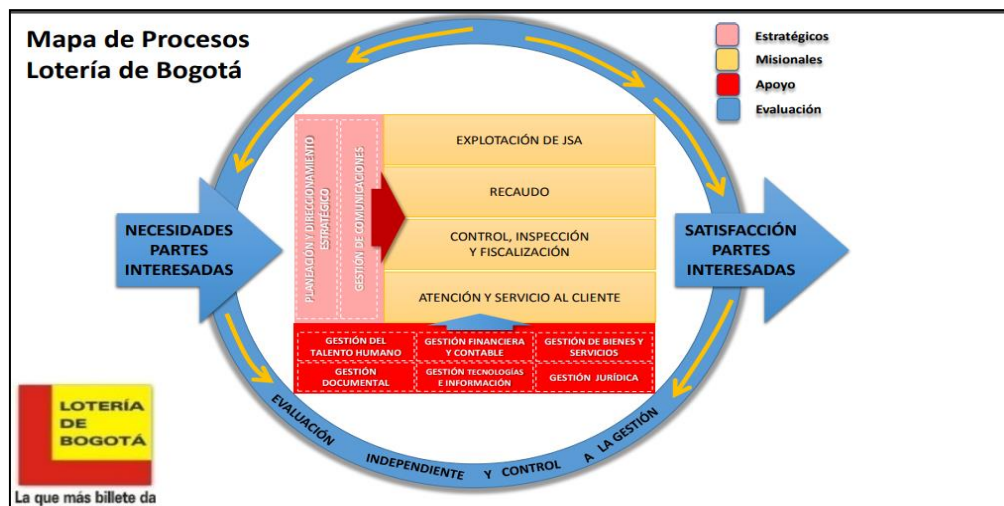 Mapa de Procesos
Lotería de Bogotá
Estratégicos
Misionales
Apoyo
Evaluación
PLANEACIÓN Y DIRECCIONAMIENTO
ESTRATÉGICO
GESTIÓN DE COMUNICACIONES
EXPLOTACIÓN DE JSA
RECAUDO
CONTROL, INSPECCIÓN
Y FISCALIZACIÓN
ATENCIÓN Y SERVICIO AL CLIENTE
NECESIDADES
PARTES
INTERESADAS
SATISFACCIÓN
PARTES
INTERESADAS
GESTIÓN DEL
TALENTO HUMANO
GESTIÓN FINANCIERA
Y CONTABLE
GESTIÓN DE BIENES Y
SERVICIOS
GESTIÓN
DOCUMENTAL
GESTIÓN TECNOLOGÍAS
E INFORMACIÓN
GESTIÓN JURÍDICA
EVALUACIÓN INDEPENDIENTE Y CONTROL A LA GESTIÓN
LOTERÍA
DE
BOGOTÁ
La que más billete da